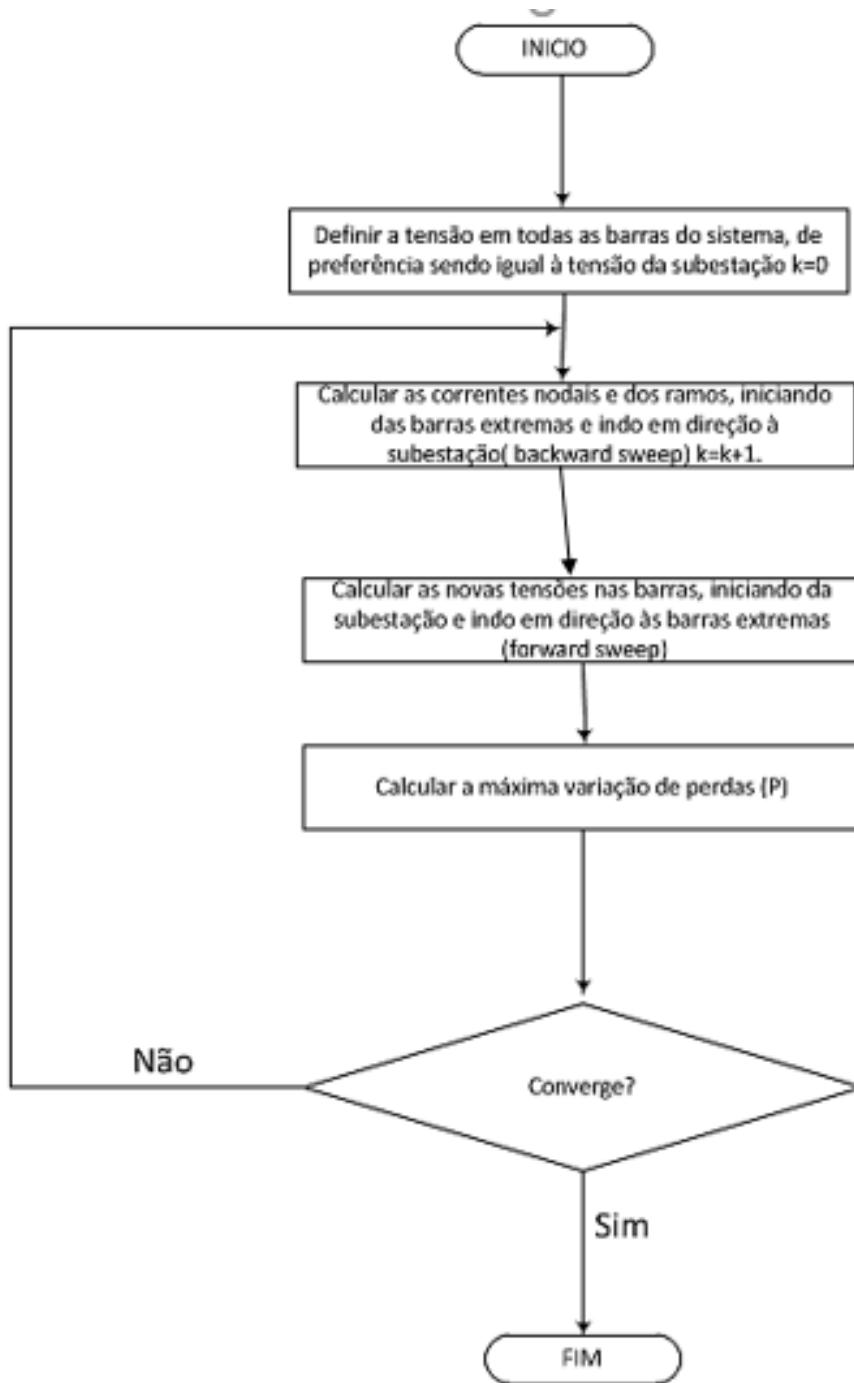 INICIO
Definir a tensão em todas as barras do sistema, de
preferência sendo igual à tensão da subestação k=0
Calcular as correntes nodais e dos ramos, iniciando
das barras extremas e indo em direção à
subestação( backward sweep) k=k+1.
Calcular as novas tensões nas barras, iniciando da
subestação e indo em direção às barras extremas
(forward sweep)
Calcular a máxima variação de perdas (P)
Não
Converge?
Sim
FIM